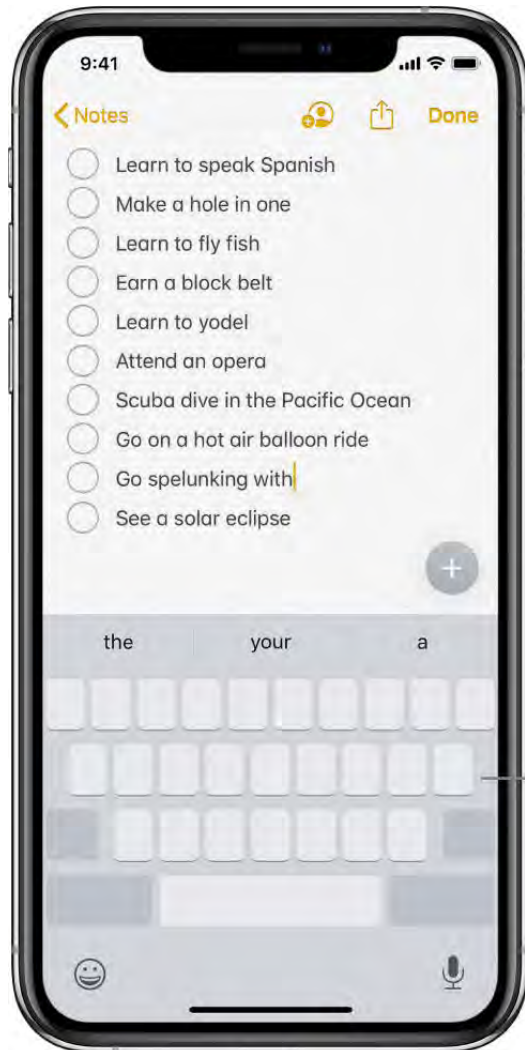 9:41
Notes
Done
Learn to speak Spanish
Make a hole in one
Learn to fly fish
Earn a block belt
Learn to yodel
Attend an opera
Scuba dive in the Pacific Ocean
Go on a hot air balloon ride
Go spelunking with
See a solar eclipse
the your a